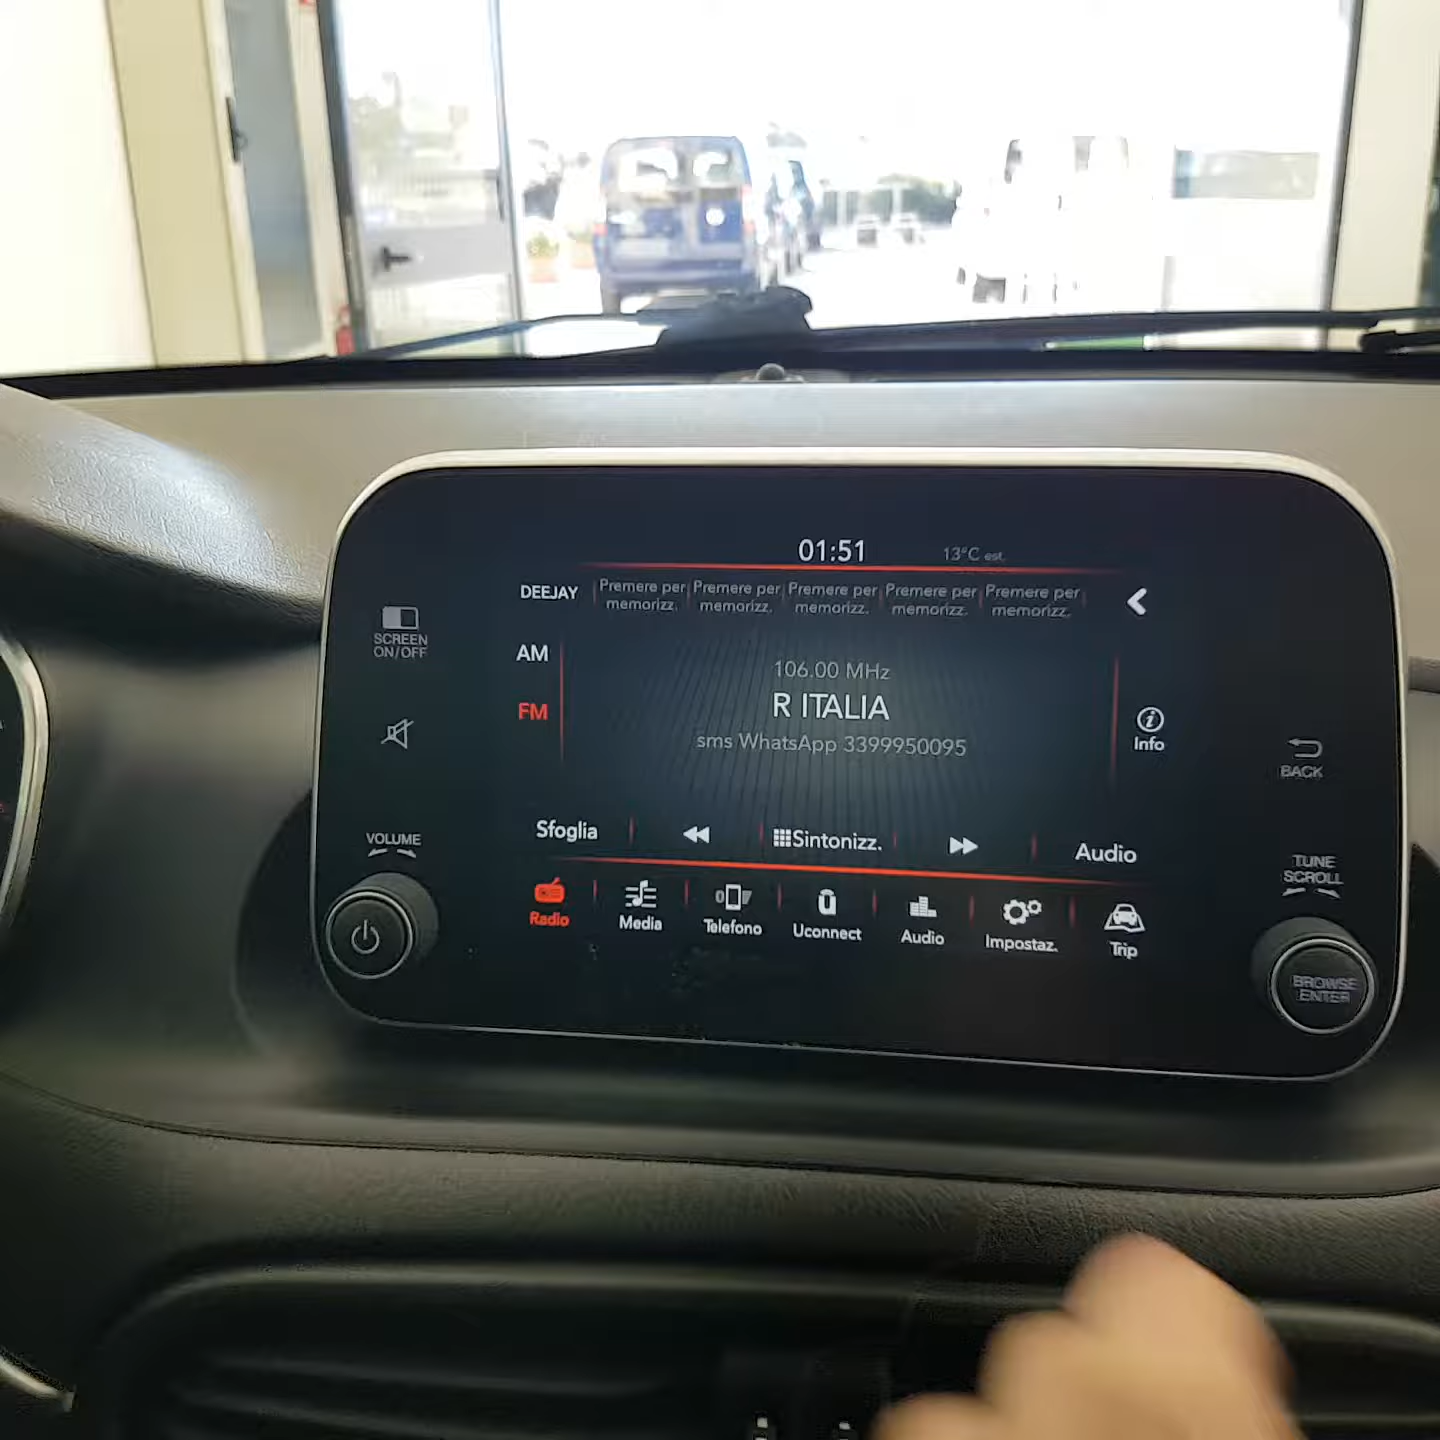 01:51
13°C est.
DEEJAY
Premere per memorizz.
Premere per memorizz.
Premere per memorizz.
Premere per memorizz.
Premere per memorizz.
SCREEN
ON/OFF
AM
106.00 MHz
FM
R ITALIA
sms WhatsApp 3399950095
Info
BACK
VOLUME
Sfoglia
Sintonizz.
Audio
TUNE
SCROLL
Radio
Media
Telefono
Uconnect
Audio
Impostaz.
Trip
BROWSE
ENTER